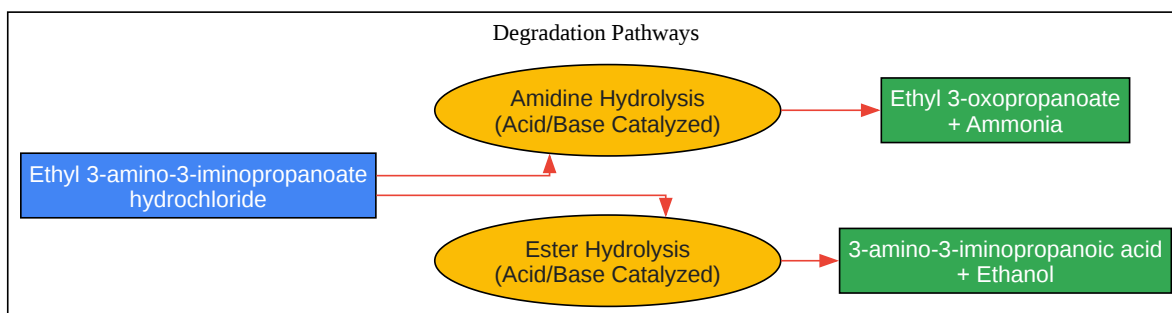 Degradation Pathways
Amidine Hydrolysis
(Acid/Base Catalyzed)
Ethyl 3-oxopropanoate
+ Ammonia
Ethyl 3-amino-3-iminopropanoate
hydrochloride
Ester Hydrolysis
(Acid/Base Catalyzed)
3-amino-3-iminopropanoic acid
+ Ethanol